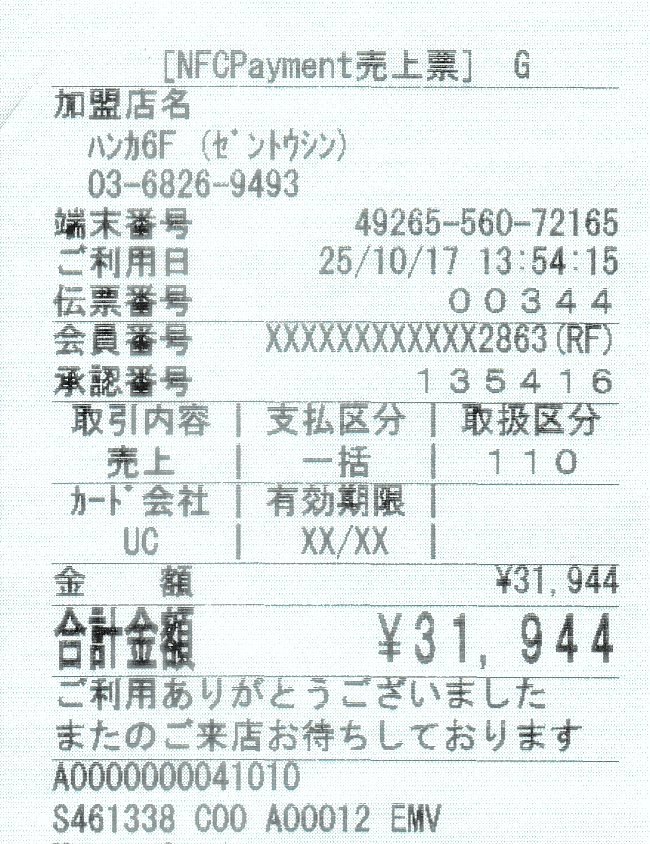 [NFCPayment売上票] G
加盟店名
ハンカ6F (ゼントウシン)
03-6826-9493
端末番号 49265-560-72165
ご利用日 25/10/17 13:54:15
伝票番号 00344
会員番号 XXXXXXXXXXXX2863(RF)
承認番号 135416
取引内容 | 支払区分 | 取扱区分
売上 | 一括 | 110
カード会社 | 有効期限 |
UC | XX/XX |
金 額 ¥31,944
合計金額 ¥31,944
ご利用ありがとうございました
またのご来店お待ちしております
A0000000041010
S461338 C00 A00012 EMV